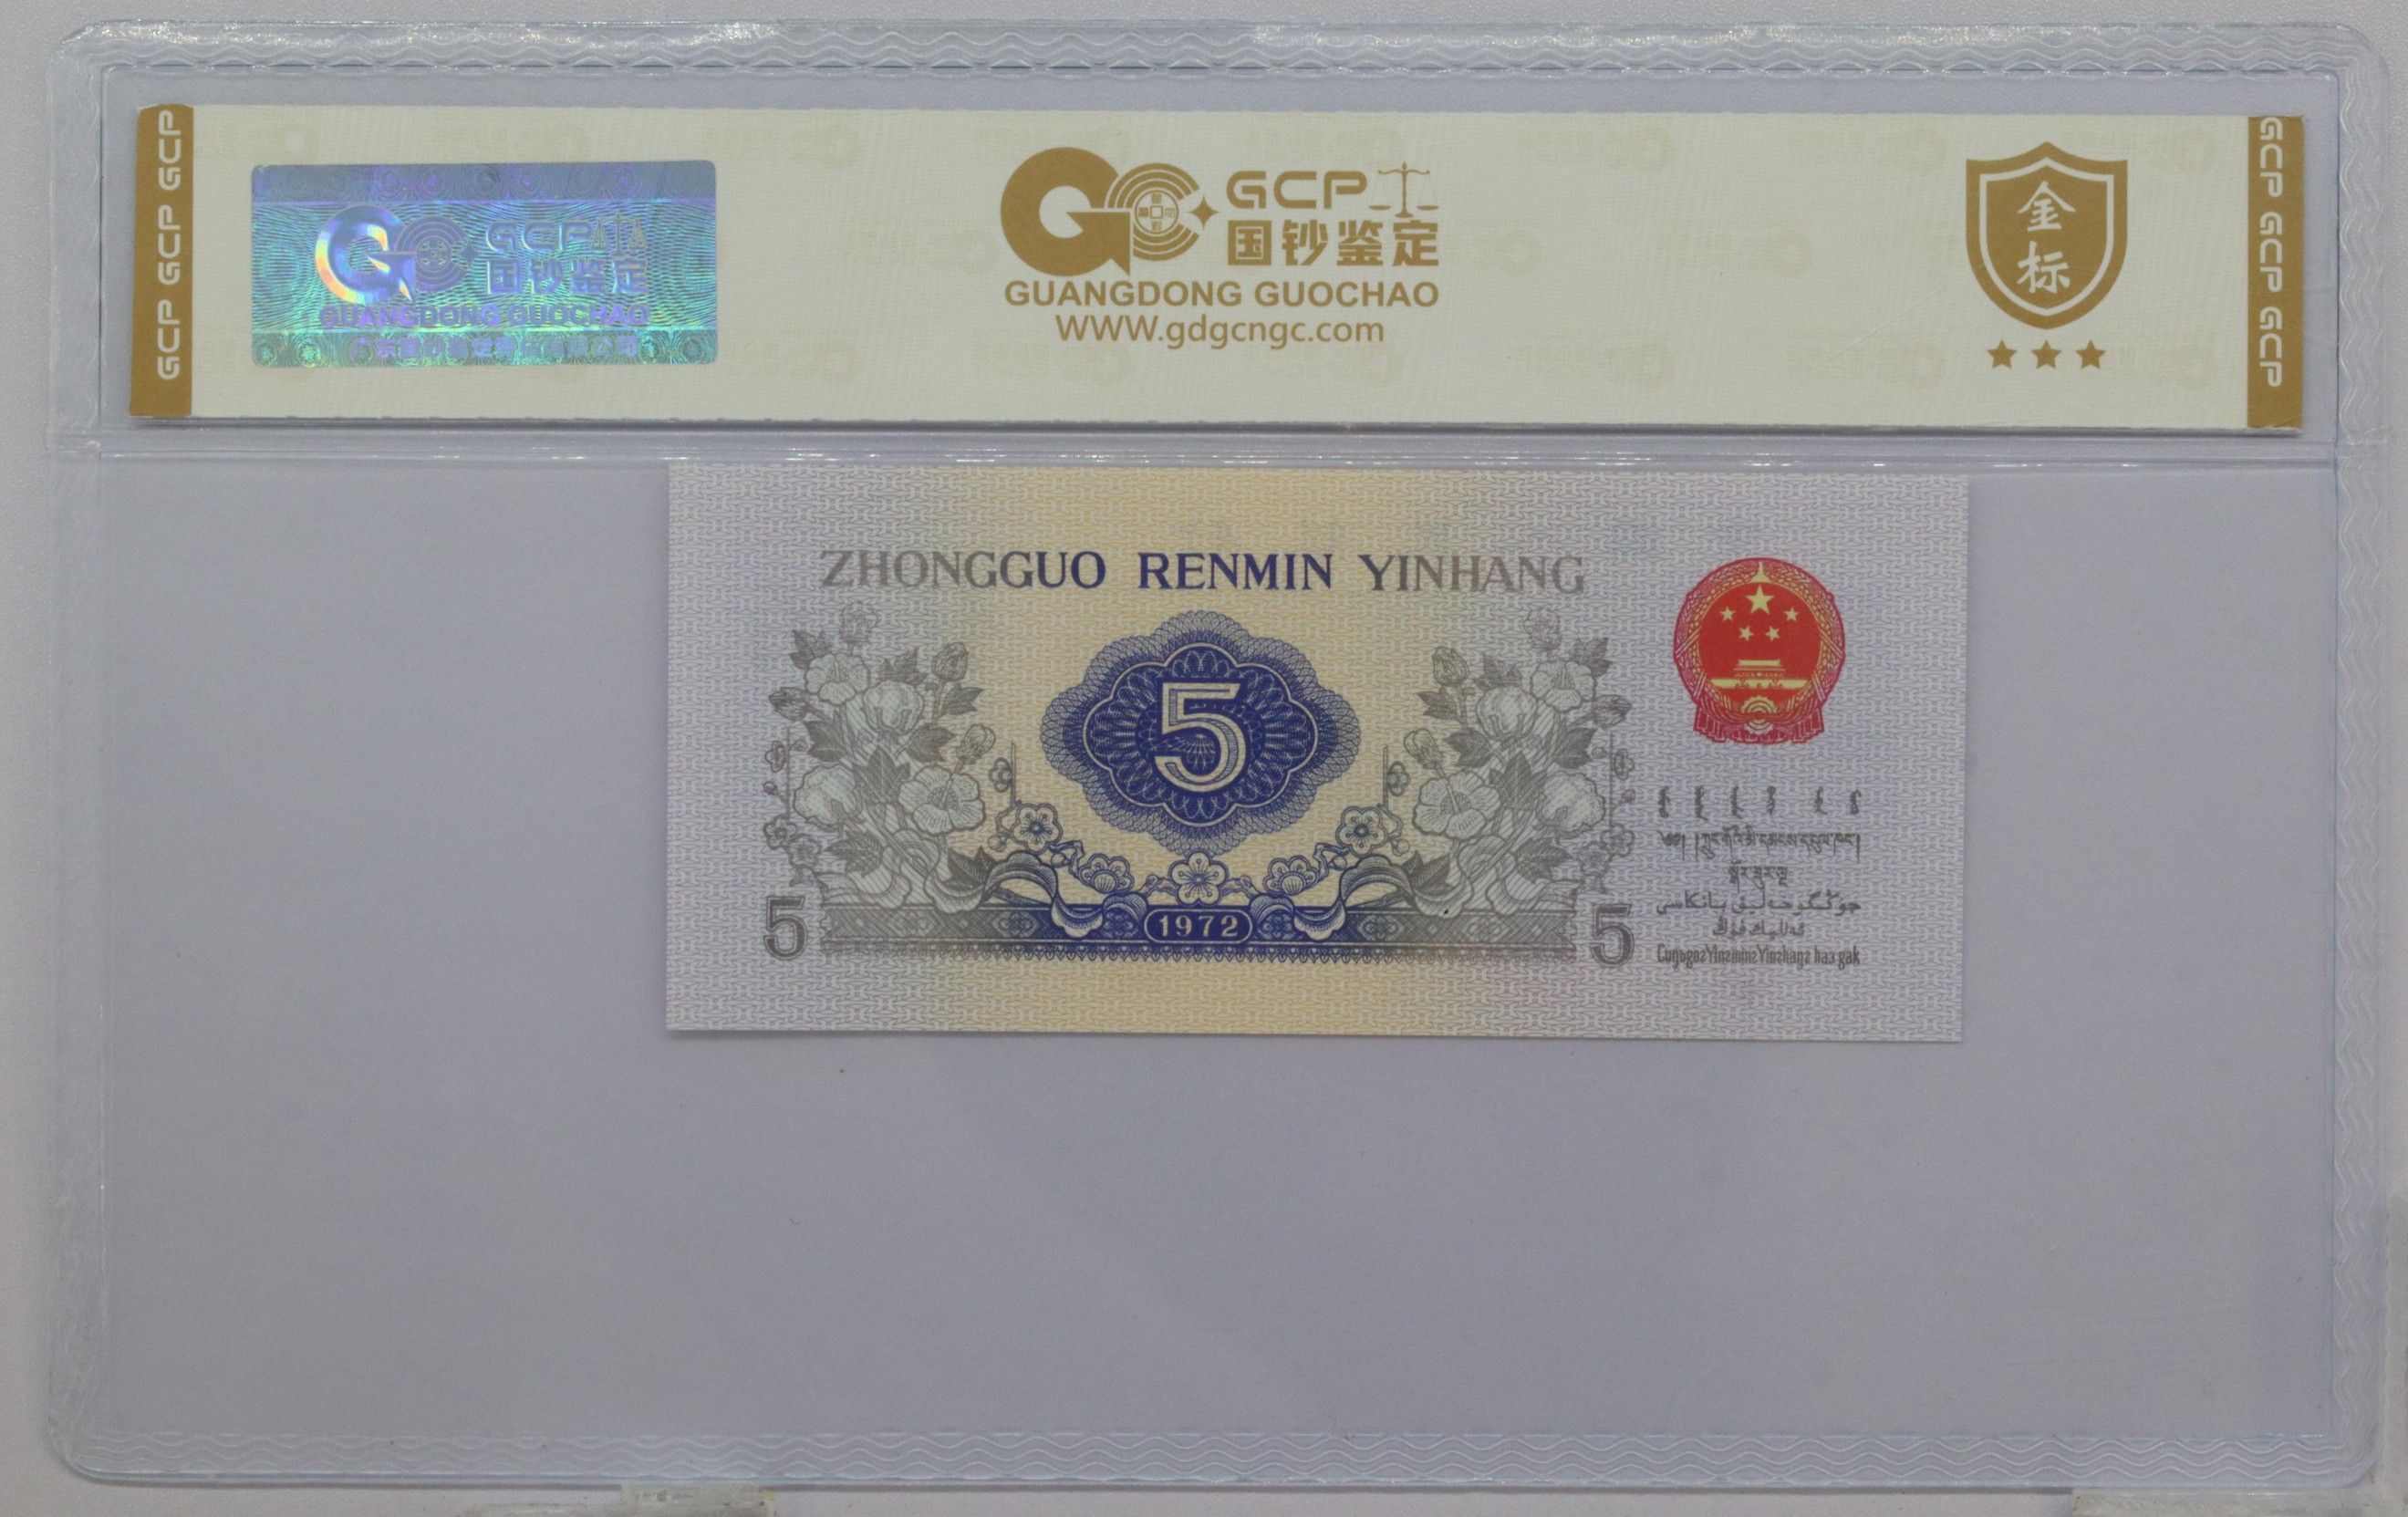 GCP GCP GCP
GCP
国钞鉴定
GUANGDONG GUOCHAO
GCP
国钞鉴定
GUANGDONG GUOCHAO
WWW.gdgcngc.com
金
标
GCP GCP GCP
ZHONGGUO RENMIN YINHANG
5
1972
5
5